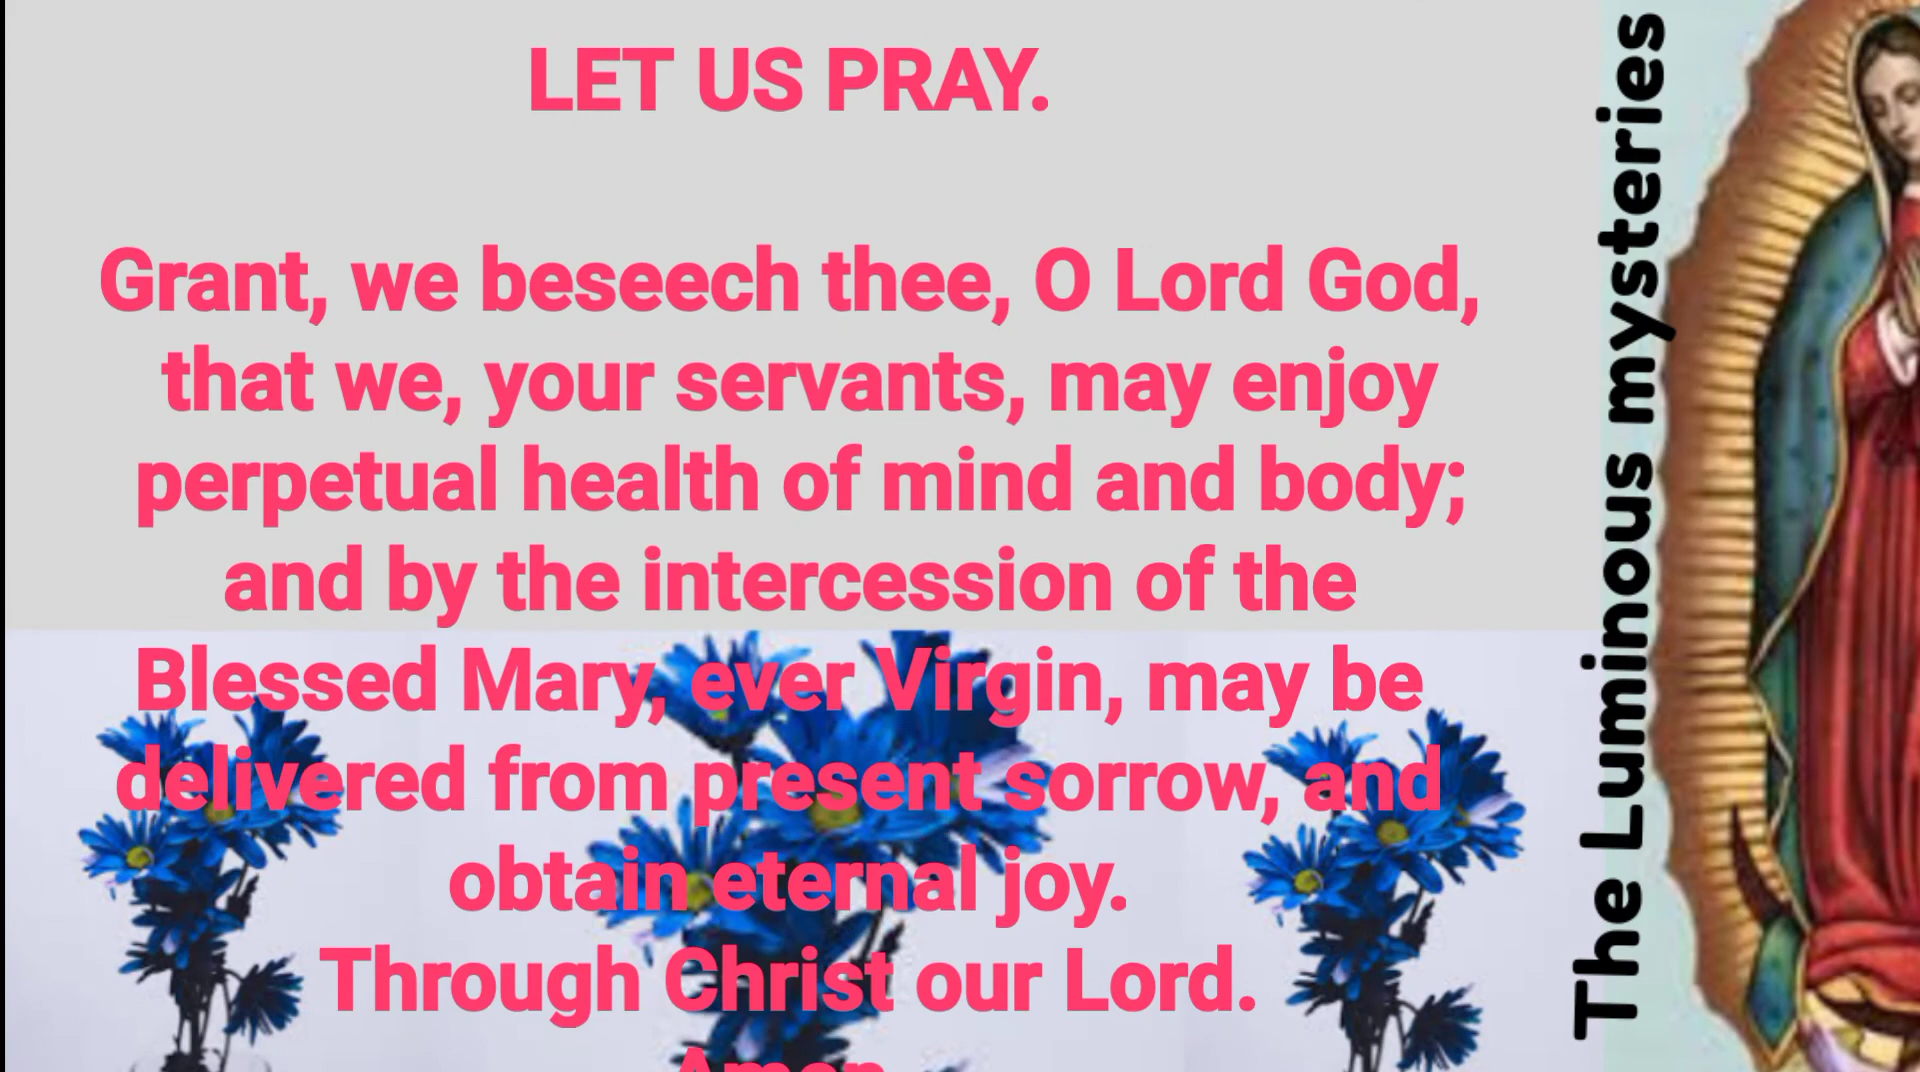 LET US PRAY.
Grant, we beseech thee, O Lord God,
that we, your servants, may enjoy
perpetual health of mind and body;
and by the intercession of the
Blessed Mary, ever Virgin, may be
delivered from present sorrow, and
obtain eternal joy.
Through Christ our Lord.
Amen
The Luminous mysteries